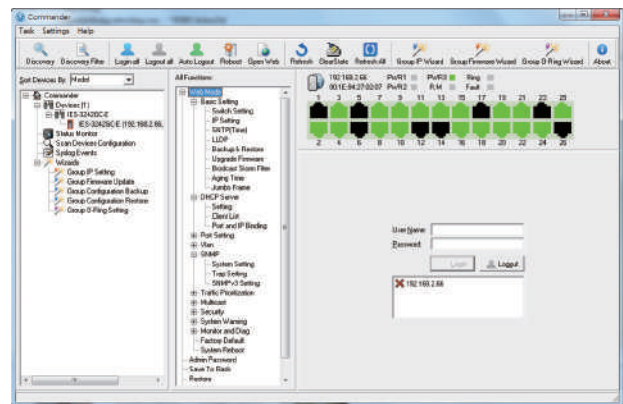 Commander
Task Settings Help
Discovery Discovery Filter Login all Logout all Auto Logout Reboot Open Web Refresh ClearState Refresh All Group IP Wizard Group Firmware Wizard Group O-Ring Wizard About
Sort Devices By: Model
Commander
Devices (1)
IES-3242GC-E
IES-3242GC-E (192.168.2.66,
Status Monitor
Scan Devices Configuration
Syslog Events
Wizards
Group IP Setting
Group Firmware Update
Group Configuration Backup
Group Configuration Restore
Group O-Ring Setting
All Functions:
Web Mode
Basic Setting
Switch Setting
IP Setting
SNTP(Time)
LLDP
Backup & Restore
Upgrade Firmware
Brodcast Storm Filter
Aging Time
Jumbo Frame
DHCP Server
Setting
Client List
Port and IP Binding
Port Setting
Vlan
SNMP
System Setting
Trap Setting
SNMPv3 Setting
Traffic Prioritization
Multicast
Security
System Warning
Monitor and Diag
Factory Default
System Reboot
Admin Password
Save To Flash
Restore
192.168.2.66 PwR1 PwR3 Ring
001E:94:27:02:07 PwR2 R.M Fault
1 3 5 7 9 11 13 15 17 19 21 23 25
2 4 6 8 10 12 14 16 18 20 22 24 26
User Name:
Password:
Login Logout
192.168.2.66